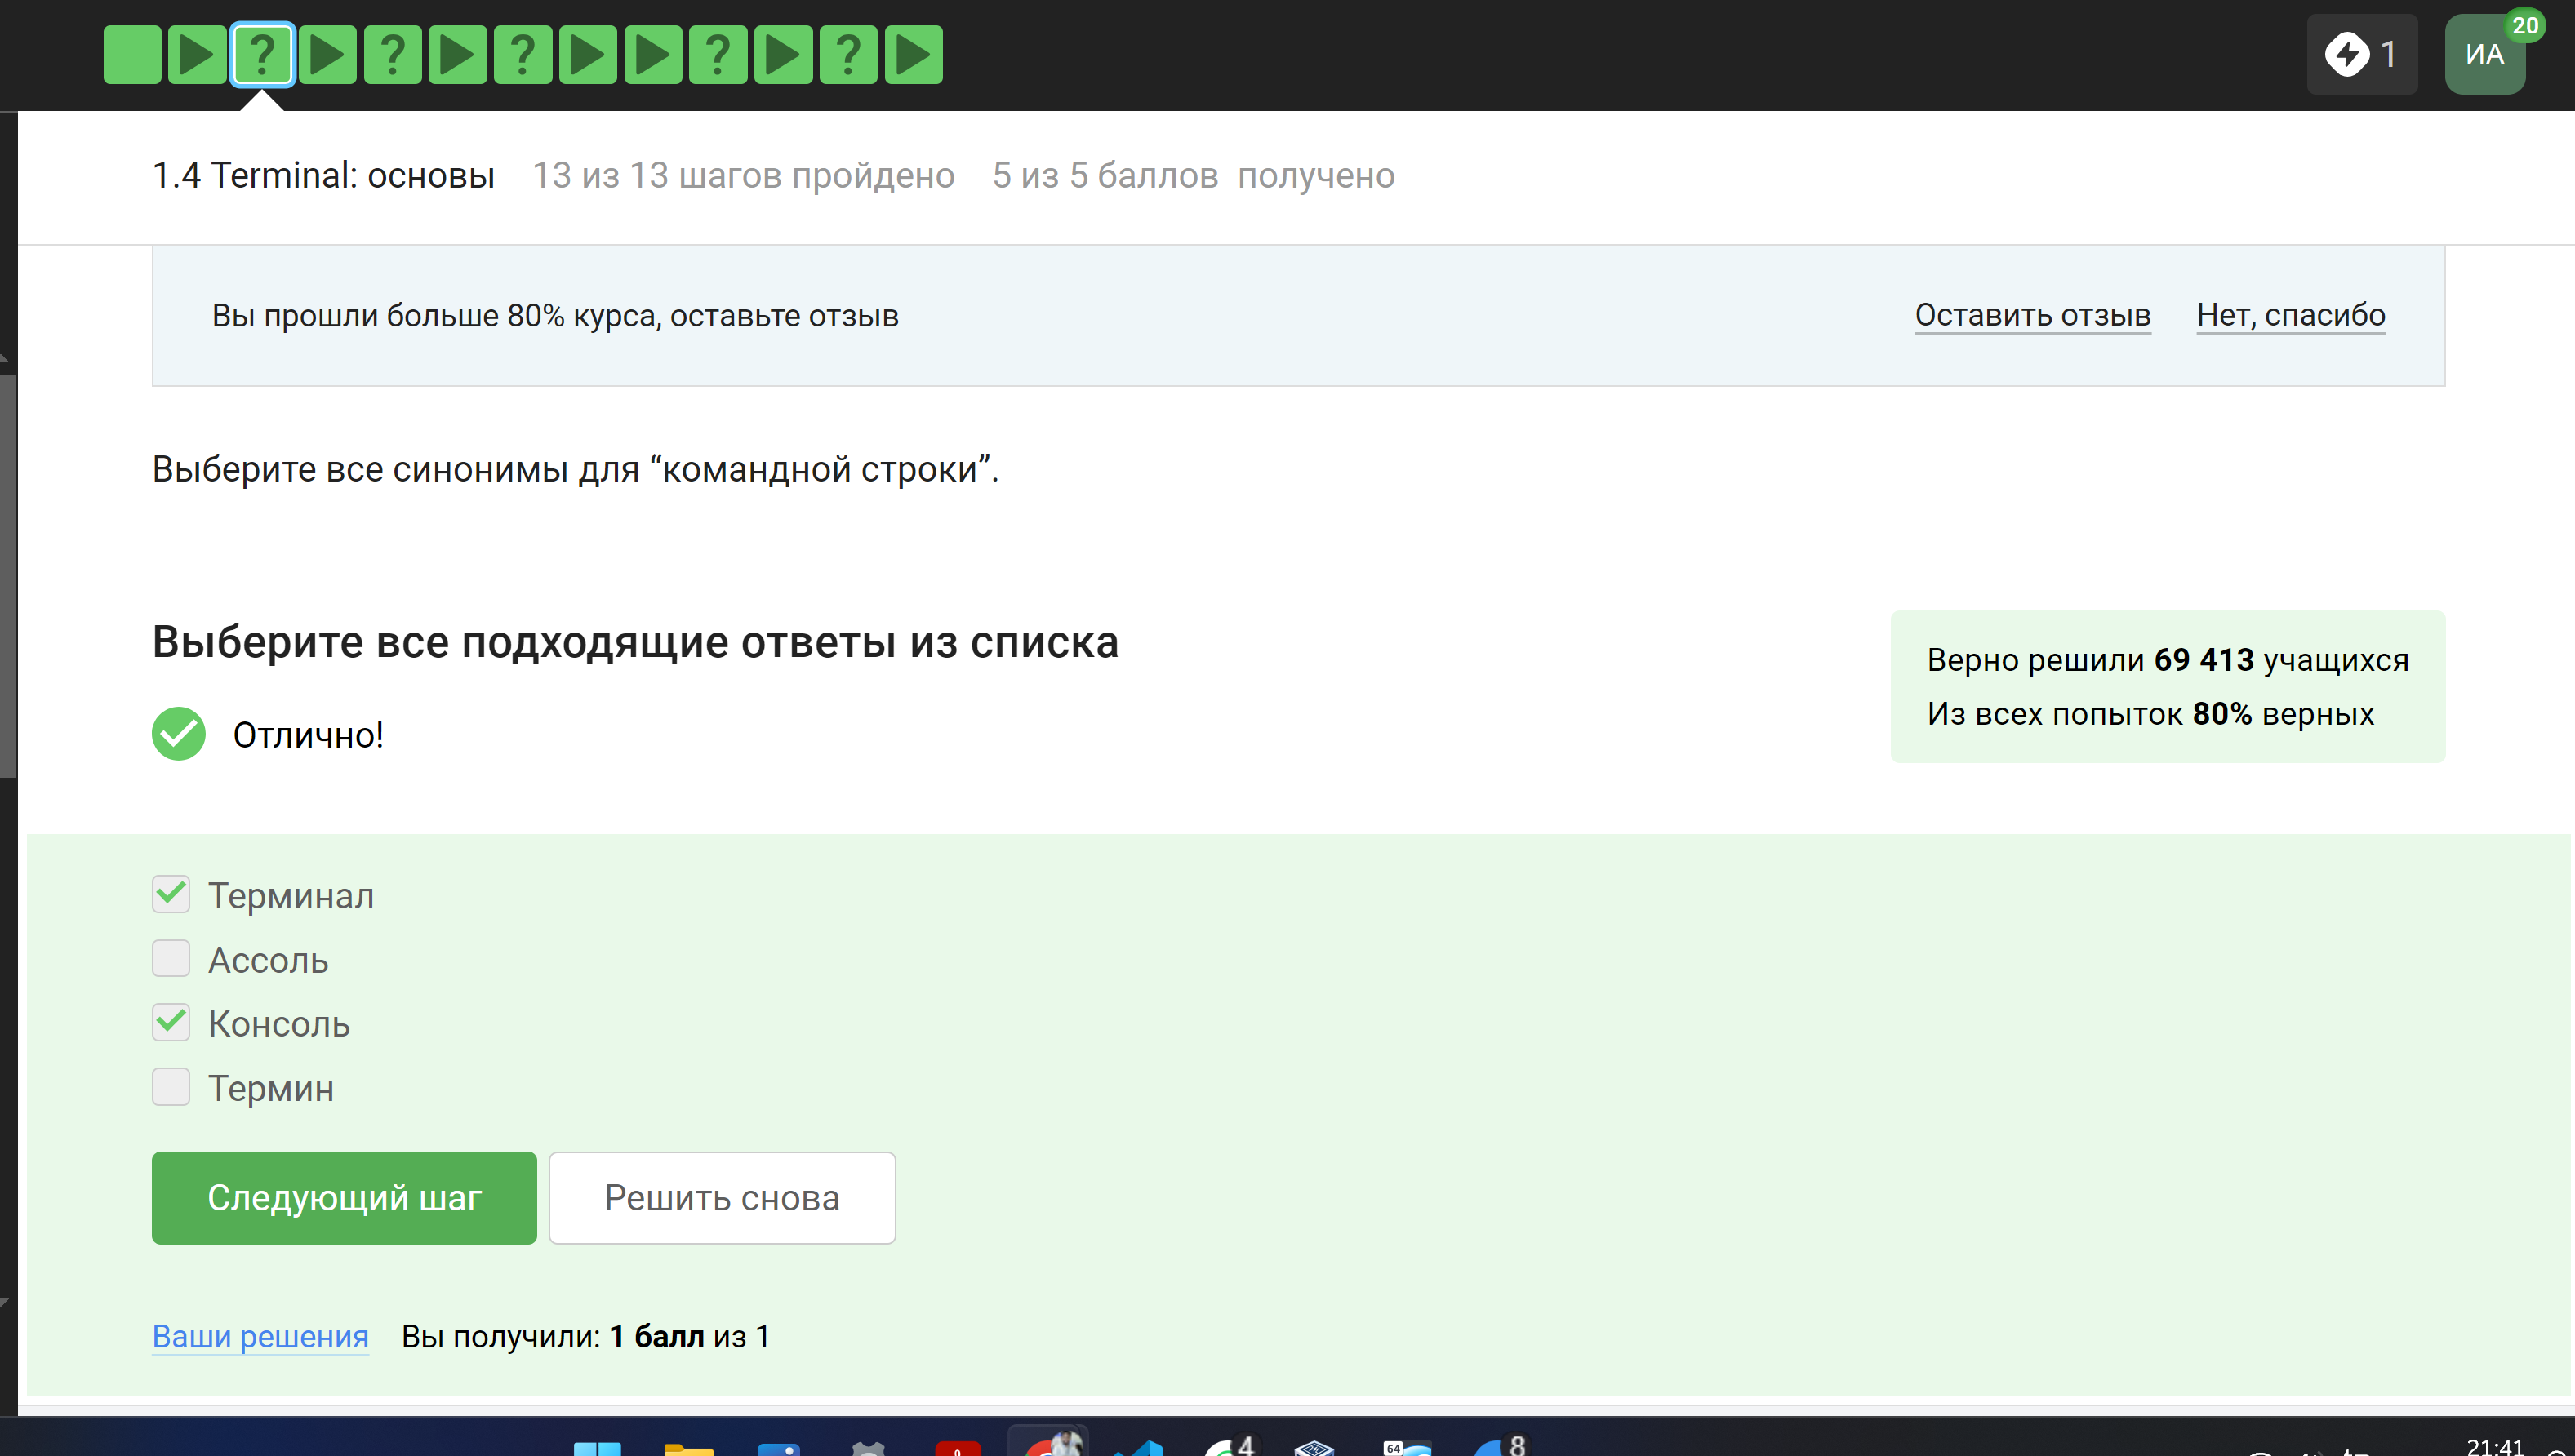 ? ? ? ? ?
1
ИА
20
1.4 Terminal: основы 13 из 13 шагов пройдено 5 из 5 баллов получено
Вы прошли больше 80% курса, оставьте отзыв Оставить отзыв Нет, спасибо
Выберите все синонимы для “командной строки”.
Выберите все подходящие ответы из списка
Верно решили 69 413 учащихся
Из всех попыток 80% верных
Отлично!
Терминал
Ассоль
Консоль
Термин
Следующий шаг Решить снова
Ваши решения Вы получили: 1 балл из 1
4 64 8 21:41